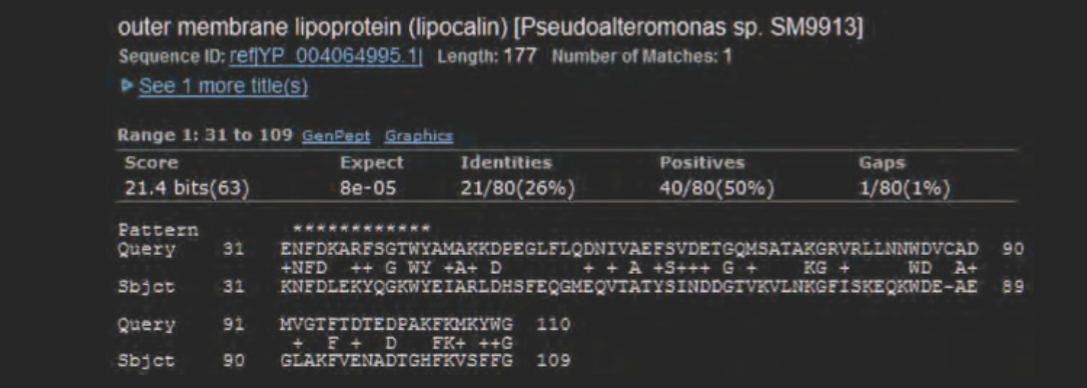 outer membrane lipoprotein (lipocalin) [Pseudoalteromonas sp. SM9913]
Sequence ID: ref|YP_004064995.1| Length: 177 Number of Matches: 1
See 1 more title(s)
Range 1: 31 to 109 GenPept Graphics
Score Expect Identities Positives Gaps
21.4 bits(63) 8e-05 21/80(26%) 40/80(50%) 1/80(1%)
Pattern ************
Query 31 ENFDKARFSGTWYAMAKKDPEGLFLQDNIVAEFSVDETGQMSATAKGRVRLLNNWDVCAD 90
+NFD ++ G WY +A+ D + + A +S+++ G + KG + WD A+
Sbjct 31 KNFDLEKYQGKWYEIARLDHSFEQGMEQVTATYSINDDGTVKVLNKGFISKEQKWDE-AE 89
Query 91 MVGTFTDTEDPAKFKMKYWG 110
+ F + D FK+ ++G
Sbjct 90 GLAKFVENADTGHFKVSFFG 109